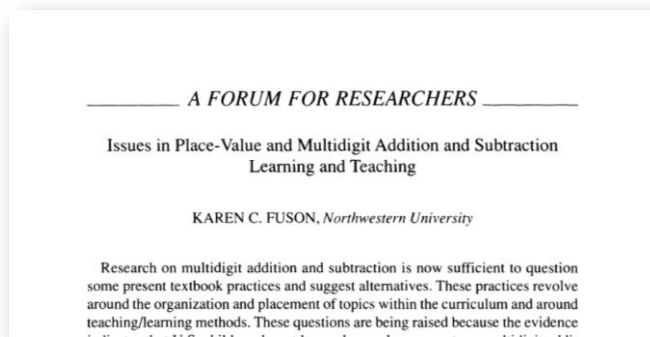 A FORUM FOR RESEARCHERS
Issues in Place-Value and Multidigit Addition and Subtraction
Learning and Teaching
KAREN C. FUSON, Northwestern University
Research on multidigit addition and subtraction is now sufficient to question
some present textbook practices and suggest alternatives. These practices revolve
around the organization and placement of topics within the curriculum and around
teaching/learning methods. These questions are being raised because the evidence